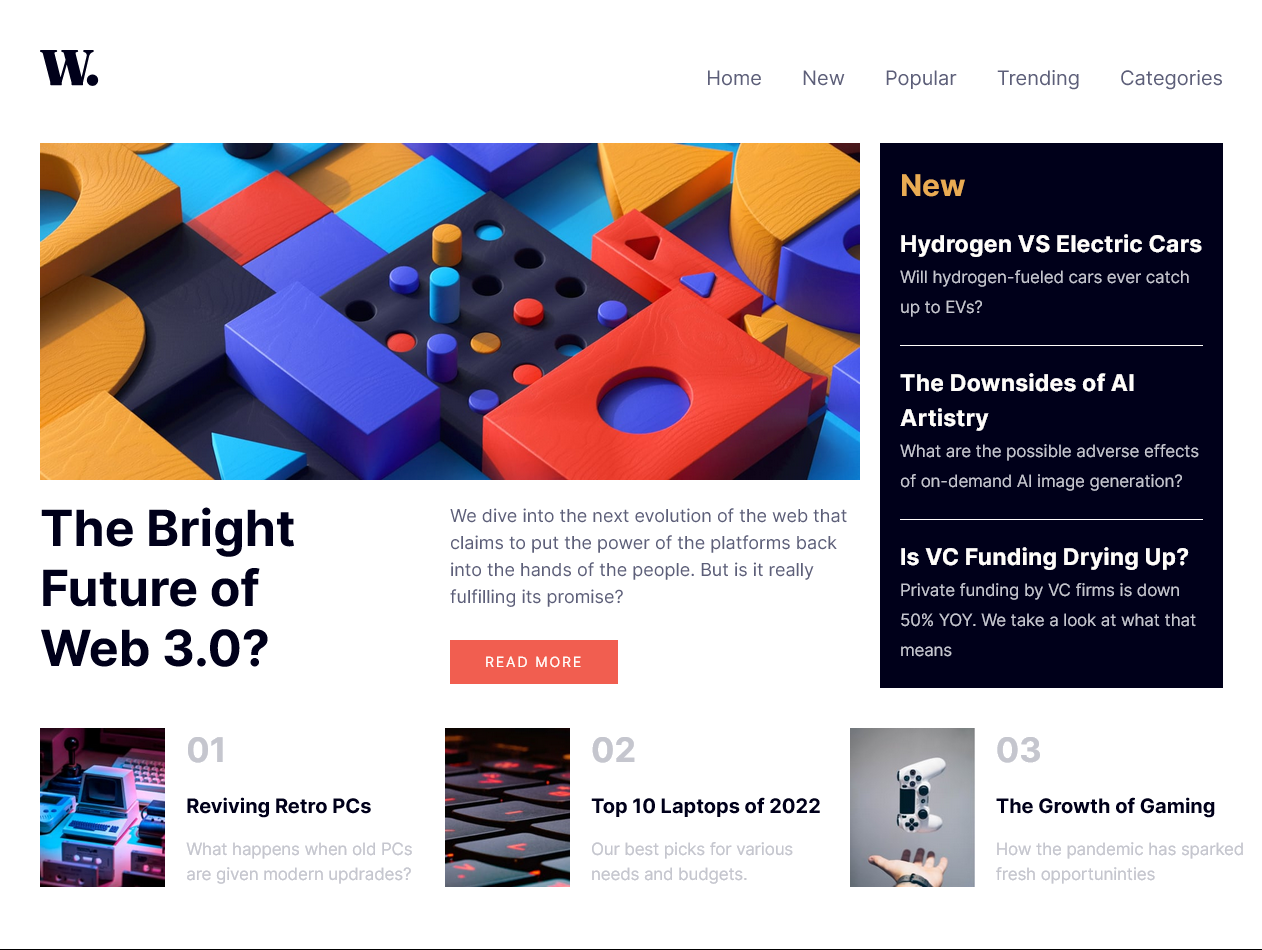 W.
Home
New
Popular
Trending
Categories
The Bright
Future of
Web 3.0?
We dive into the next evolution of the web that
claims to put the power of the platforms back
into the hands of the people. But is it really
fulfilling its promise?
READ MORE
New
Hydrogen VS Electric Cars
Will hydrogen-fueled cars ever catch
up to EVs?
The Downsides of AI
Artistry
What are the possible adverse effects
of on-demand AI image generation?
Is VC Funding Drying Up?
Private funding by VC firms is down
50% YOY. We take a look at what that
means
01
Reviving Retro PCs
What happens when old PCs
are given modern updrades?
02
Top 10 Laptops of 2022
Our best picks for various
needs and budgets.
03
The Growth of Gaming
How the pandemic has sparked
fresh opportuninties